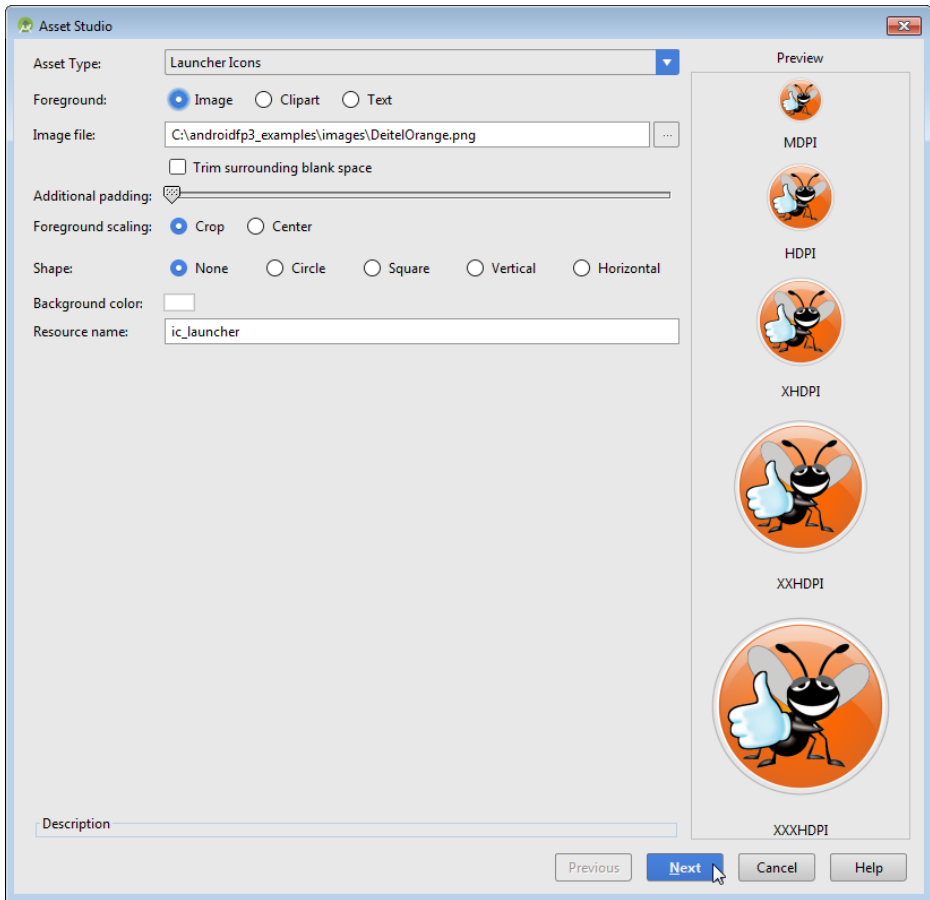 Asset Studio
Asset Type: Launcher Icons
Foreground: Image Clipart Text
Image file: C:\androidfp3_examples\images\DeitelOrange.png ...
Trim surrounding blank space
Additional padding:
Foreground scaling: Crop Center
Shape: None Circle Square Vertical Horizontal
Background color:
Resource name: ic_launcher
Description
Preview
MDPI
HDPI
XHDPI
XXHDPI
XXXHDPI
Previous Next Cancel Help